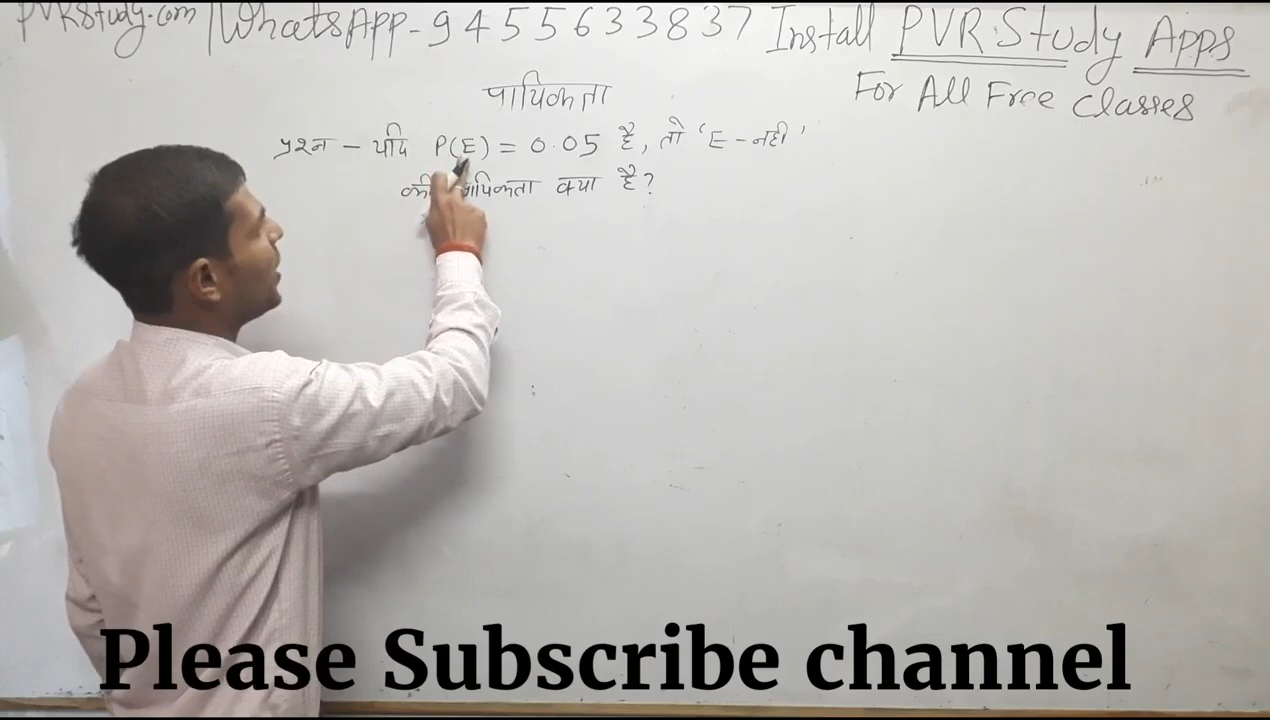 PVRStudy.com | WhatsApp - 9455633837 Install PVR Study Apps
For All Free Classes
प्रायिकता
प्रश्न - यदि P(E) = 0.05 है, तो 'E - नहीं'
की प्रायिकता क्या है?
Please Subscribe channel